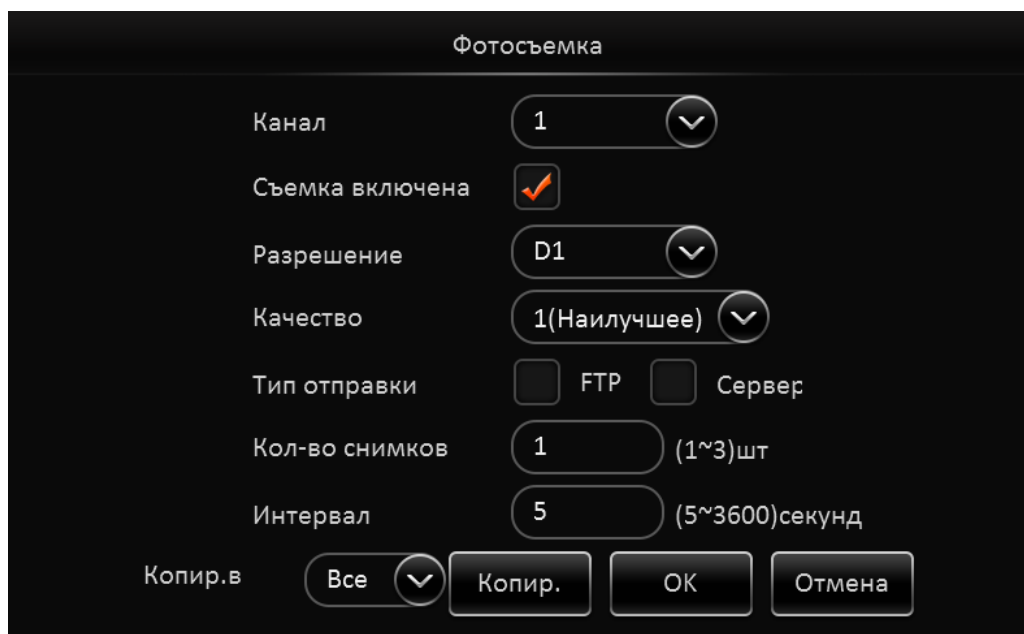 Фотосъемка
Канал 1
Съемка включена
Разрешение D1
Качество 1(Наилучшее)
Тип отправки FTP Сервер
Кол-во снимков 1 (1~3)шт
Интервал 5 (5~3600)секунд
Копир.в Все Копир. OK Отмена